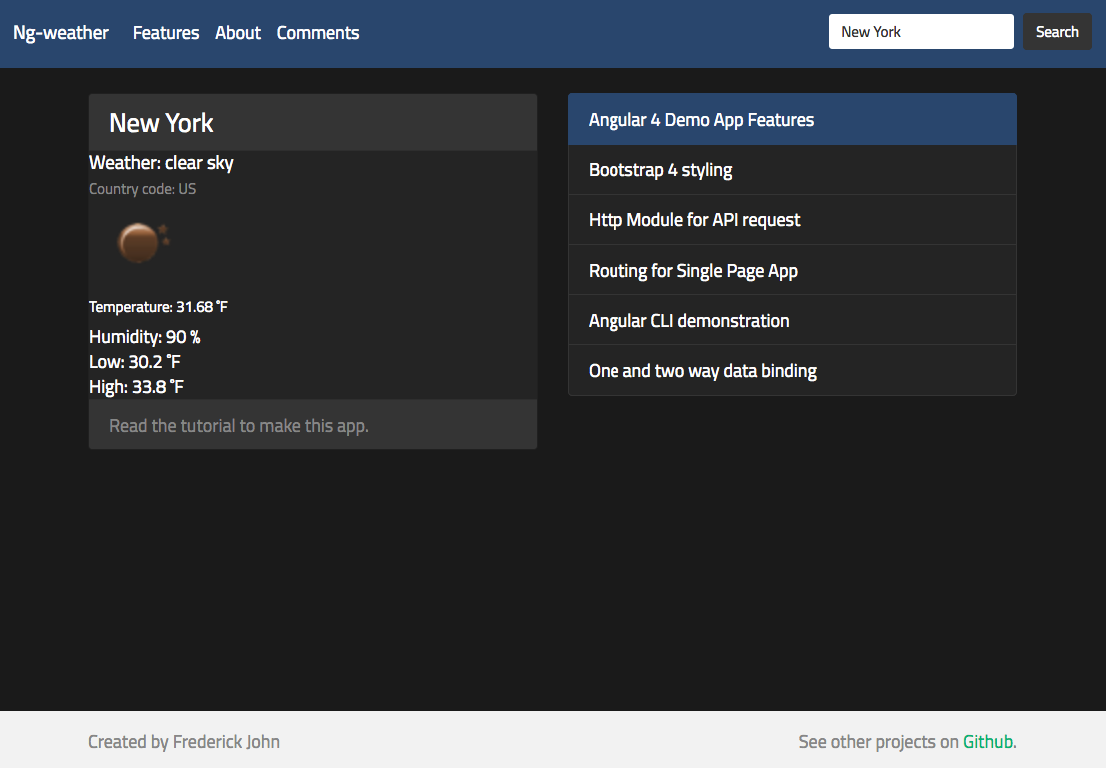 Ng-weather Features About Comments New York Search
New York
Weather: clear sky
Country code: US
Temperature: 31.68 °F
Humidity: 90 %
Low: 30.2 °F
High: 33.8 °F
Read the tutorial to make this app.
Angular 4 Demo App Features
Bootstrap 4 styling
Http Module for API request
Routing for Single Page App
Angular CLI demonstration
One and two way data binding
Created by Frederick John
See other projects on Github.